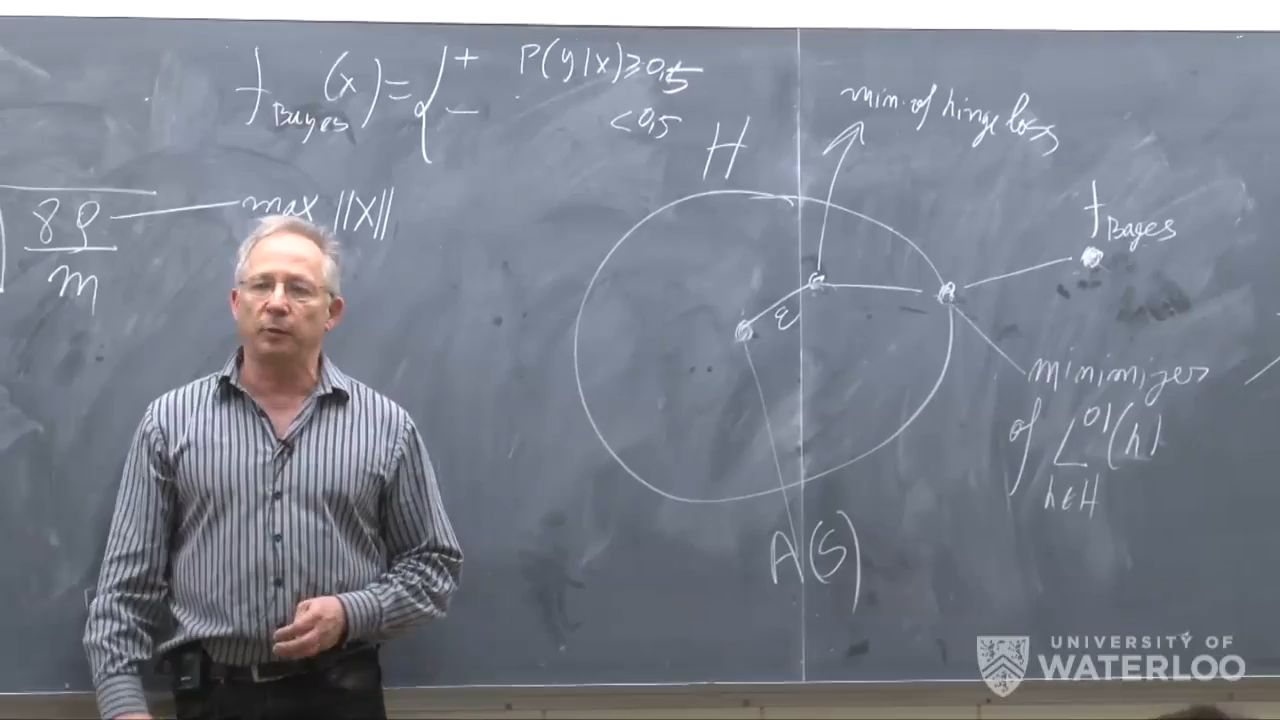 f_Bayes (x) = { + P(y|x) ≥ 0,5
− < 0,5
8ρ
m
max ||X||
H
min. of hinge loss
f_Bayes
ε
minimizer
of L^01(h)
h∈H
A(S)
UNIVERSITY OF
WATERLOO